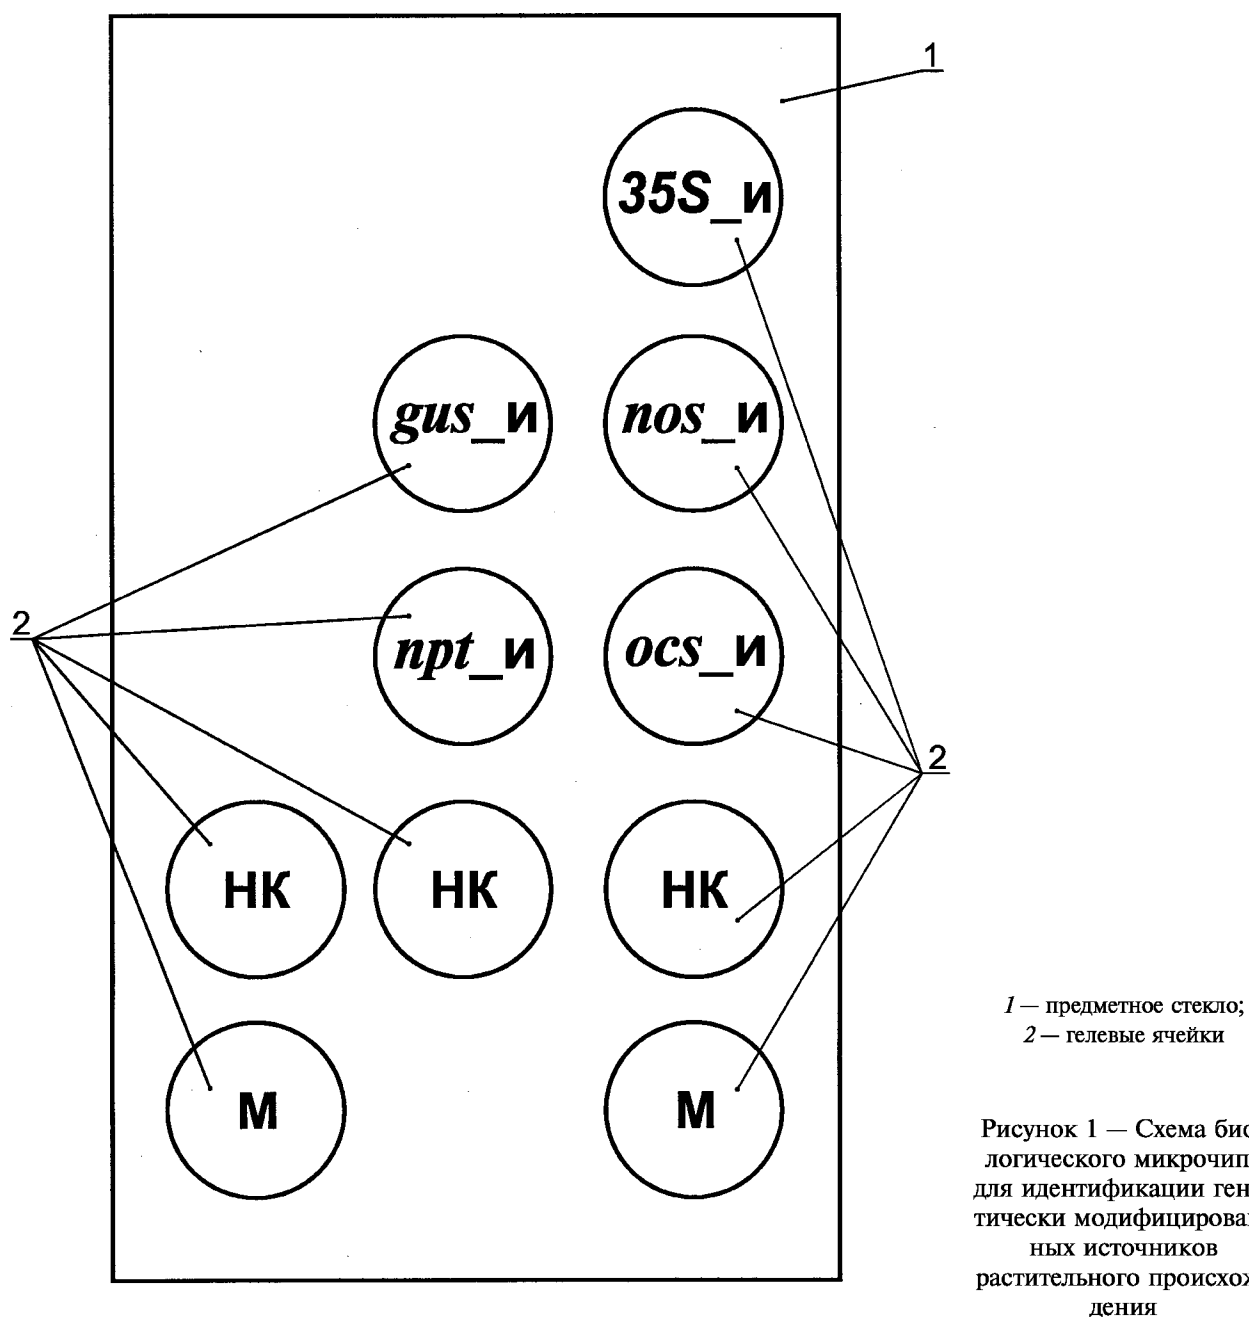 1
35S_и
gus_и
nos_и
2
npt_и
ocs_и
2
НК
НК
НК
М
М
1 — предметное стекло;
2 — гелевые ячейки
Рисунок 1 — Схема био
логического микрочип
для идентификации ген
тически модифицирова
ных источников
растительного происхо
дения